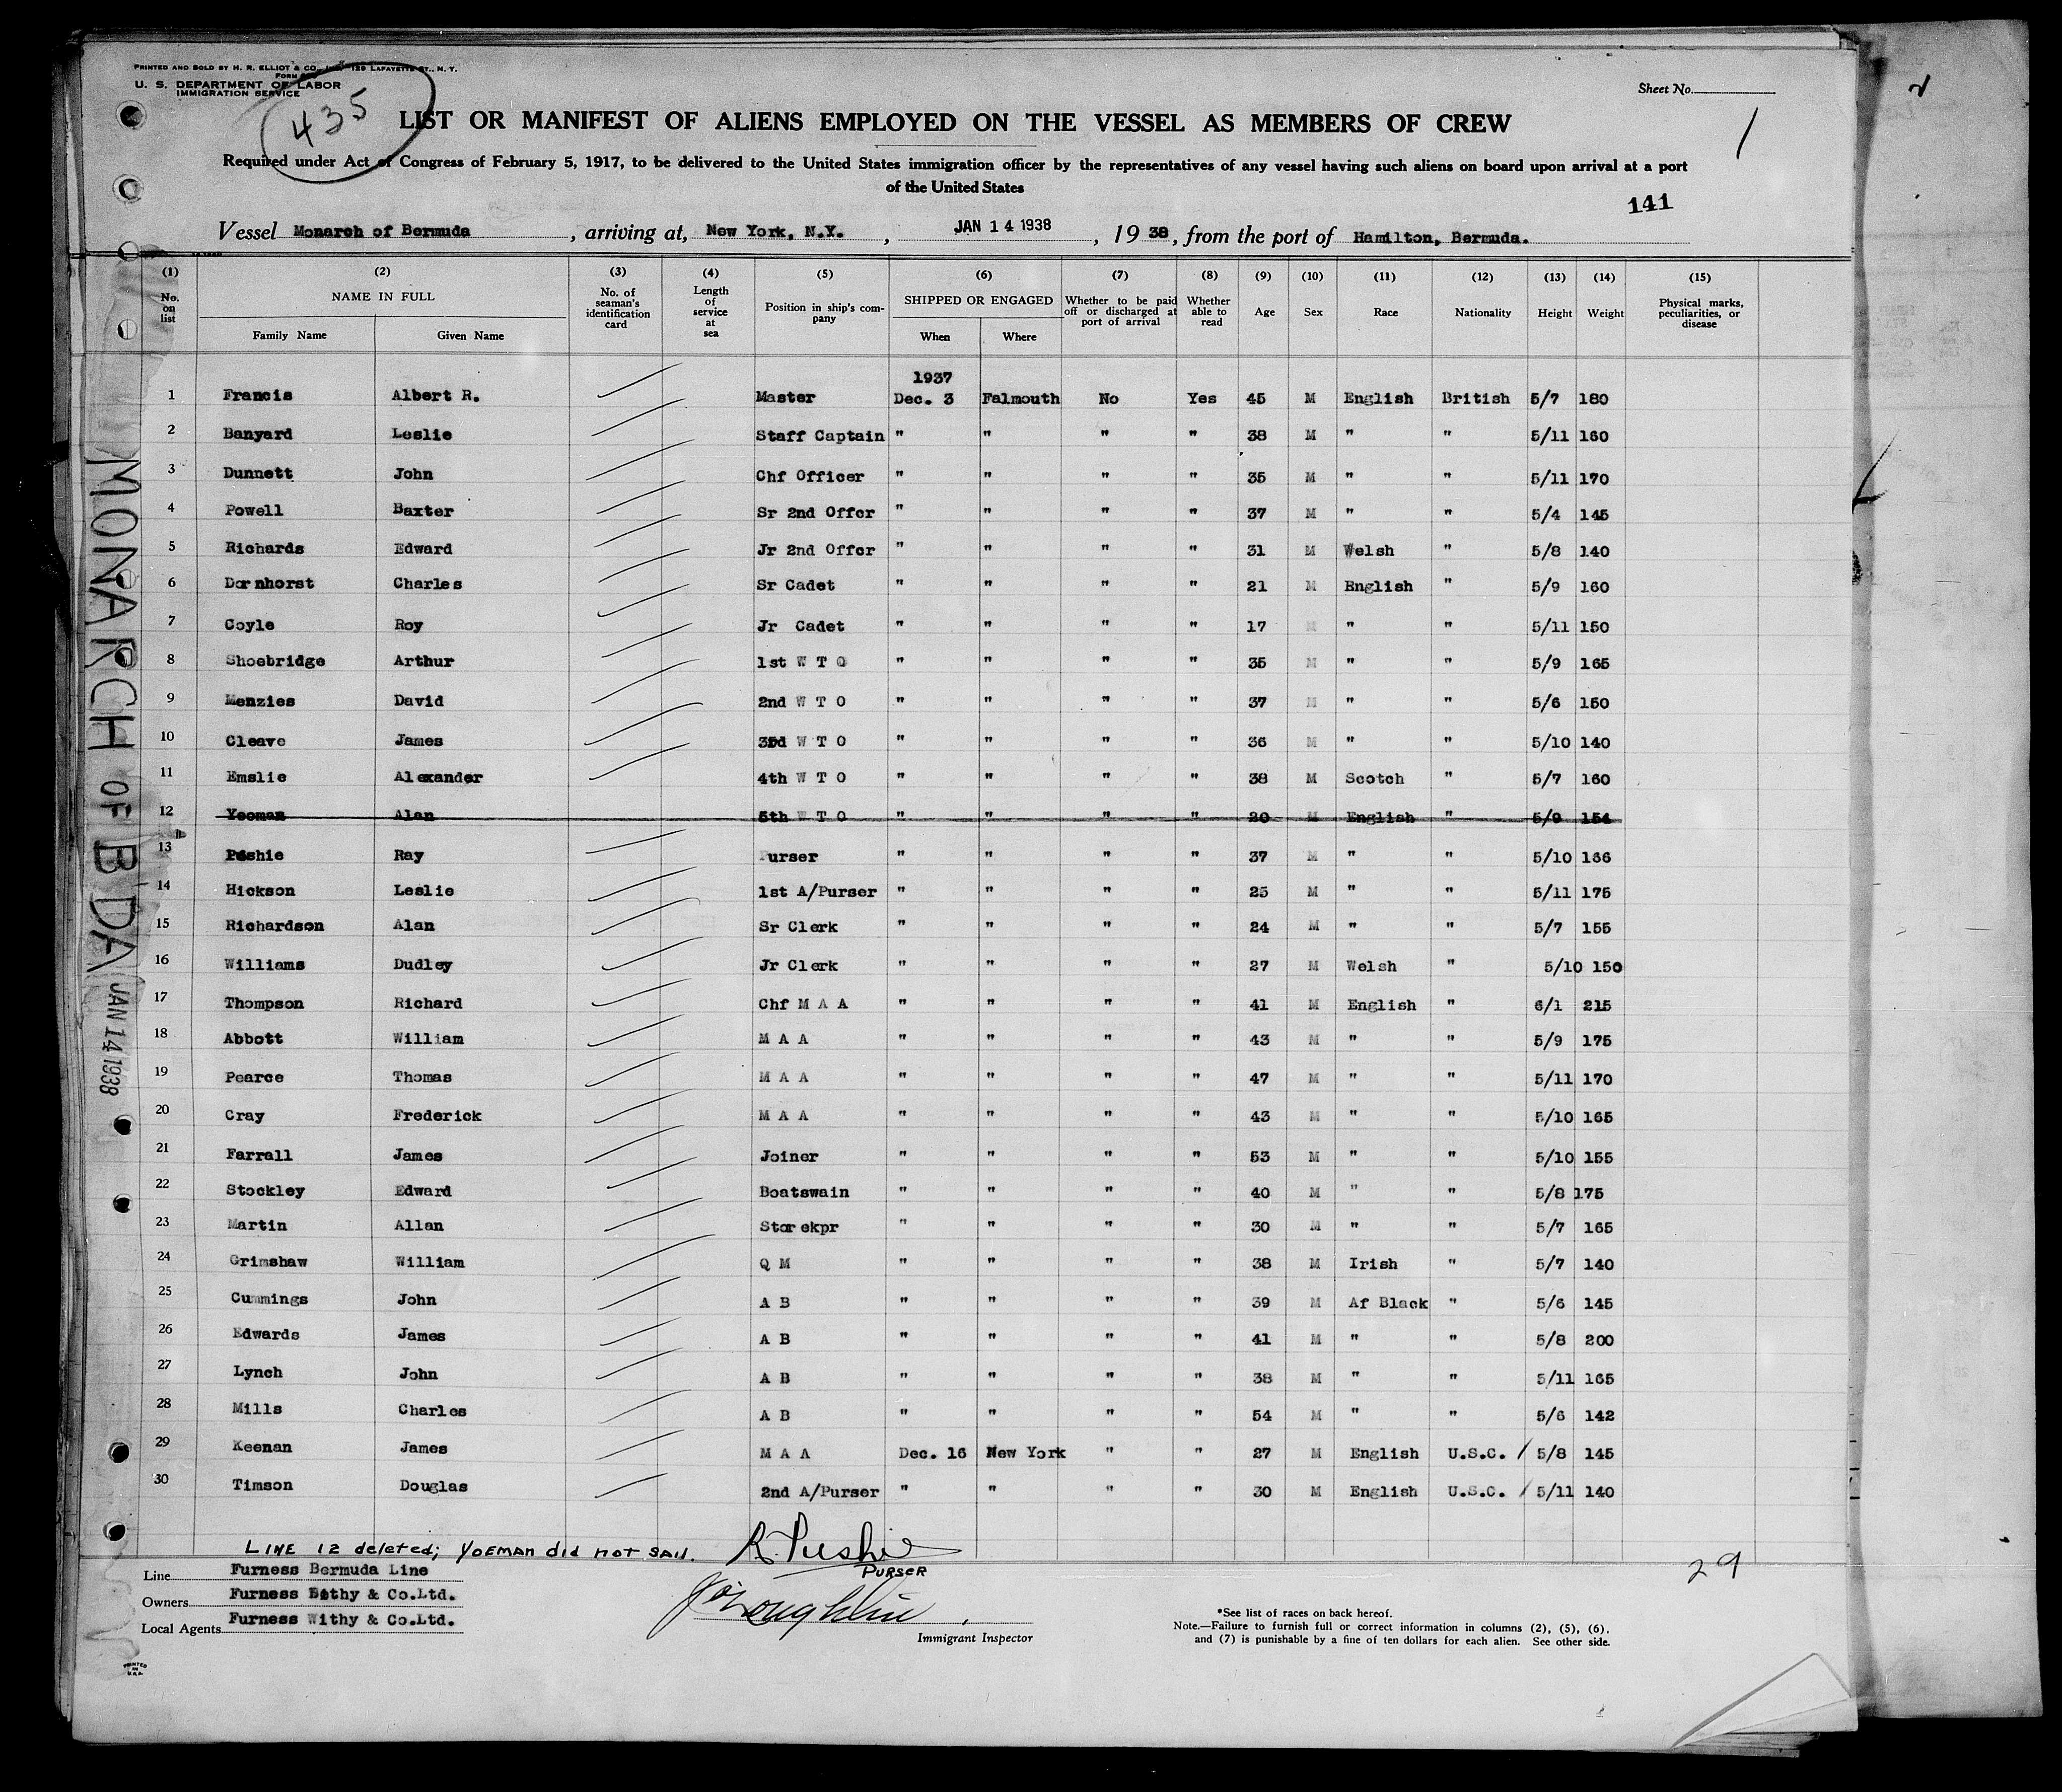 PRINTED AND SOLD BY H. R. ELLIOT & CO., 129 LAFAYETTE ST., N. Y.
FORM
U. S. DEPARTMENT OF LABOR
IMMIGRATION SERVICE
435
Sheet No.
1
LIST OR MANIFEST OF ALIENS EMPLOYED ON THE VESSEL AS MEMBERS OF CREW
Required under Act of Congress of February 5, 1917, to be delivered to the United States immigration officer by the representatives of any vessel having such aliens on board upon arrival at a port
of the United States
141
Vessel Monarch of Bermuda, arriving at, New York, N.Y., JAN 14 1938, 1938, from the port of Hamilton, Bermuda.
(1) (2) (3) (4) (5) (6) (7) (8) (9) (10) (11) (12) (13) (14) (15)
No. on list NAME IN FULL Family Name Given Name No. of seaman's identification card Length of service at sea Position in ship's company SHIPPED OR ENGAGED When Where Whether to be paid off or discharged at port of arrival Whether able to read Age Sex Race Nationality Height Weight Physical marks, peculiarities, or disease
1937
1 Francis Albert R. Master Dec. 3 Falmouth No Yes 45 M English British 5/7 180
2 Banyard Leslie Staff Captain " " " " 38 M " " 5/11 160
3 Dunnett John Chf Officer " " " " 35 M " " 5/11 170
4 Powell Baxter Sr 2nd Offcr " " " " 37 M " " 5/4 145
5 Richards Edward Jr 2nd Offcr " " " " 31 M Welsh " 5/8 140
6 Dornhorst Charles Sr Cadet " " " " 21 M English " 5/9 160
7 Coyle Roy Jr Cadet " " " " 17 M " " 5/11 150
8 Shoebridge Arthur 1st W T O " " " " 35 M " " 5/9 165
9 Menzies David 2nd W T O " " " " 37 M " " 5/6 150
10 Cleave James 3rd W T O " " " " 36 M " " 5/10 140
11 Emslie Alexander 4th W T O " " " " 38 M Scotch " 5/7 160
12 Yeoman Alan 5th W T O " " " " 20 M English " 5/9 154
13 Pushie Ray Purser " " " " 37 M " " 5/10 166
14 Hickson Leslie 1st A/Purser " " " " 25 M " " 5/11 175
15 Richardson Alan Sr Clerk " " " " 24 M " " 5/7 155
16 Williams Dudley Jr Clerk " " " " 27 M Welsh " 5/10 150
17 Thompson Richard Chf M A A " " " " 41 M English " 6/1 215
18 Abbott William M A A " " " " 43 M " " 5/9 175
19 Pearce Thomas M A A " " " " 47 M " " 5/11 170
20 Cray Frederick M A A " " " " 43 M " " 5/10 165
21 Farrall James Joiner " " " " 53 M " " 5/10 155
22 Stockley Edward Boatswain " " " " 40 M " " 5/8 175
23 Martin Allan Storekpr " " " " 30 M " " 5/7 165
24 Grimshaw William Q M " " " " 38 M Irish " 5/7 140
25 Cummings John A B " " " " 39 M Af Black " 5/6 145
26 Edwards James A B " " " " 41 M " " 5/8 200
27 Lynch John A B " " " " 38 M " " 5/11 165
28 Mills Charles A B " " " " 54 M " " 5/6 142
29 Keenan James M A A Dec. 16 New York " " 27 M English U.S.C. 5/8 145
30 Timson Douglas 2nd A/Purser " " " " 30 M English U.S.C. 5/11 140
MONARCH OF BDA JAN 14 1938
LINE 12 deleted; YOEMAN did not SAIL. R. Pushie
PURSER
29
Line Furness Bermuda Line
Owners Furness Withy & Co.Ltd.
Local Agents Furness Withy & Co.Ltd.
Immigrant Inspector
*See list of races on back hereof.
Note.—Failure to furnish full or correct information in columns (2), (5), (6),
and (7) is punishable by a fine of ten dollars for each alien. See other side.
PRINTED IN U.S.A.